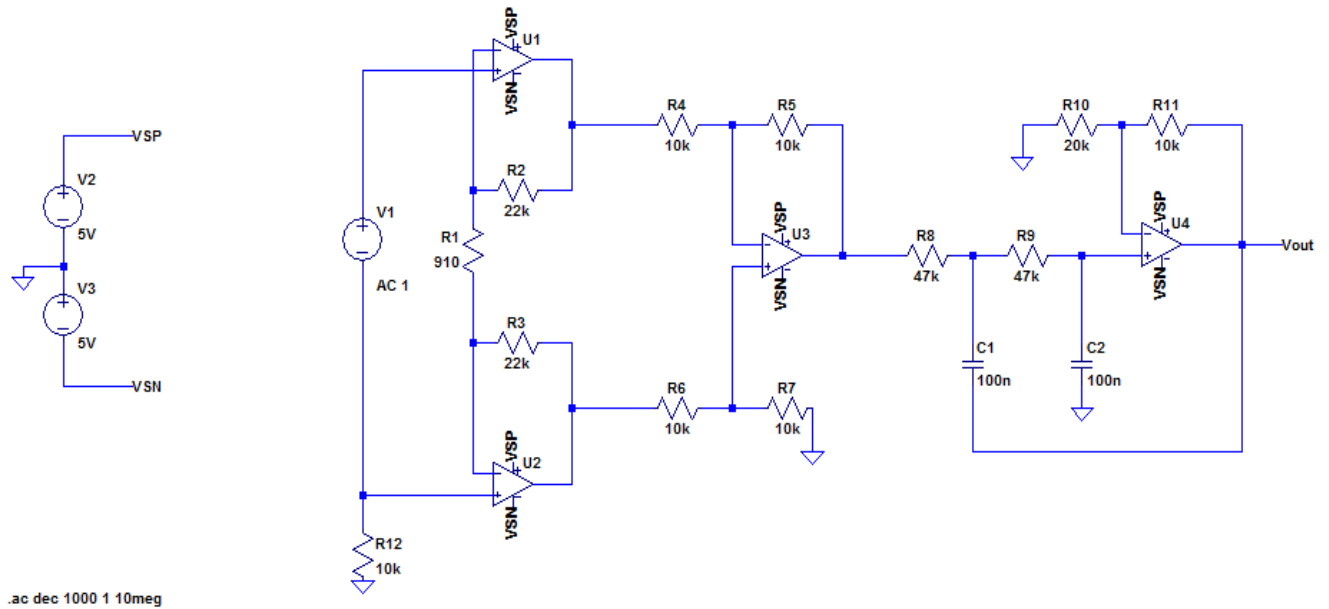 VSP
V2
5V
V3
5V
VSN
.ac dec 1000 1 10meg
V1
AC 1
R12
10k
VSP
U1
VSN
R2
22k
R1
910
R3
22k
VSP
U2
VSN
R4
10k
R5
10k
VSP
U3
VSN
R6
10k
R7
10k
R8
47k
R9
47k
C1
100n
C2
100n
R10
20k
R11
10k
VSP
U4
VSN
Vout